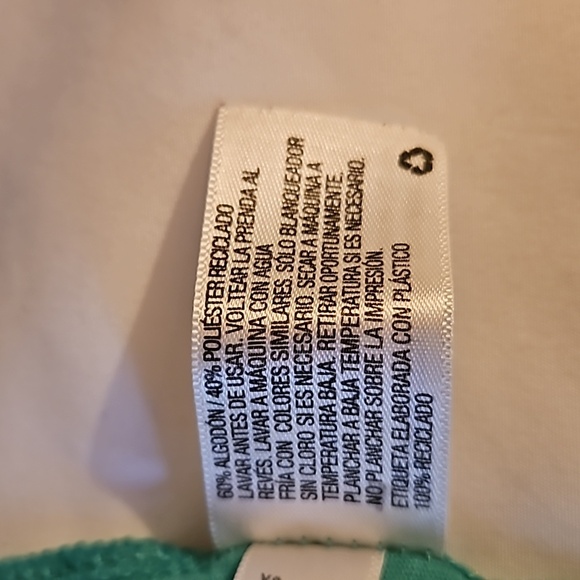 60% ALGODÓN / 40% POLIÉSTER RECICLADO
LAVAR ANTES DE USAR. VOLTEAR LA PRENDA AL
REVES. LAVAR A MÁQUINA CON AGUA
FRÍA CON COLORES SIMILARES. SÓLO BLANQUEADOR
SIN CLORO SI ES NECESARIO. SECAR A MÁQUINA A
TEMPERATURA BAJA. RETIRAR OPORTUNAMENTE.
PLANCHAR A BAJA TEMPERATURA SI ES NECESARIO.
NO PLANCHAR SOBRE LA IMPRESIÓN.
ETIQUETA ELABORADA CON PLÁSTICO
100% RECICLADO